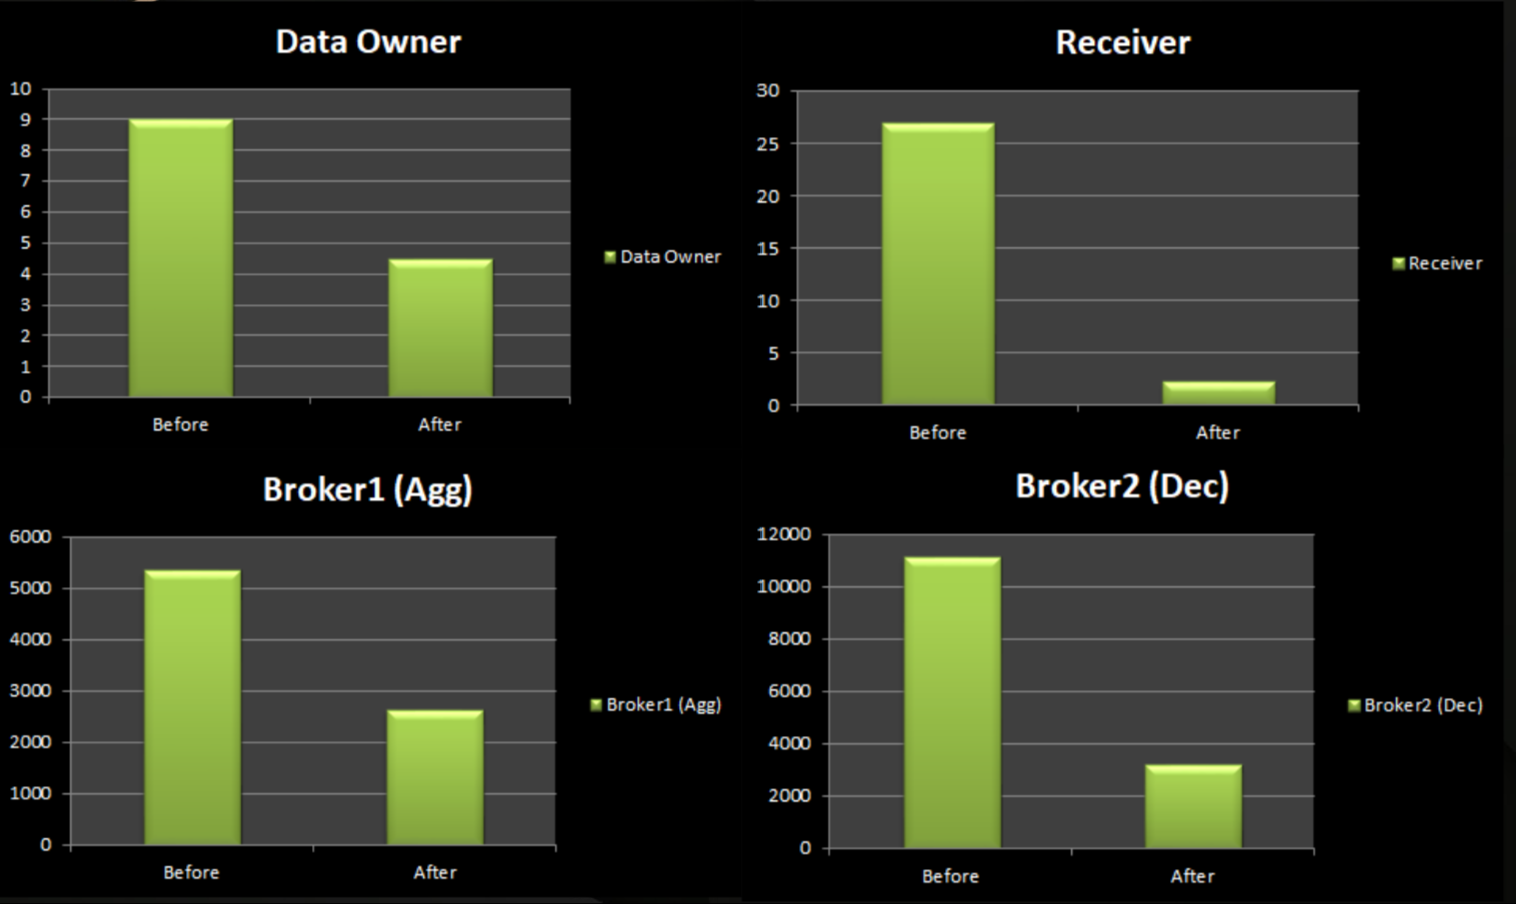 Data Owner
10
9
8
7
6
5
4
3
2
1
0
Before After
Data Owner
Receiver
30
25
20
15
10
5
0
Before After
Receiver
Broker1 (Agg)
6000
5000
4000
3000
2000
1000
0
Before After
Broker1 (Agg)
Broker2 (Dec)
12000
10000
8000
6000
4000
2000
0
Before After
Broker2 (Dec)